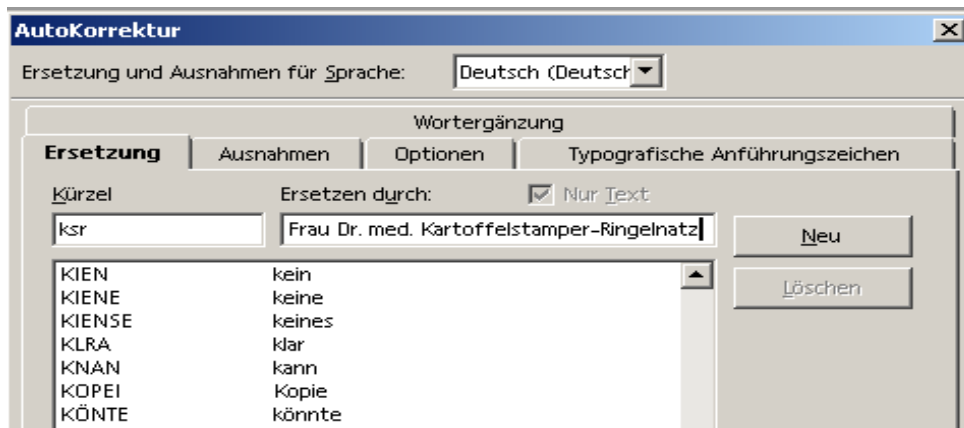 AutoKorrektur
Ersetzung und Ausnahmen für Sprache: Deutsch (Deutsch
Wortergänzung
Ersetzung Ausnahmen Optionen Typografische Anführungszeichen
Kürzel Ersetzen durch: Nur Text
ksr Frau Dr. med. Kartoffelstamper-Ringelnatz Neu
KIEN kein
Löschen
KIENE keine
KIENSE keines
KLRA klar
KNAN kann
KOPEI Kopie
KÖNTE könnte